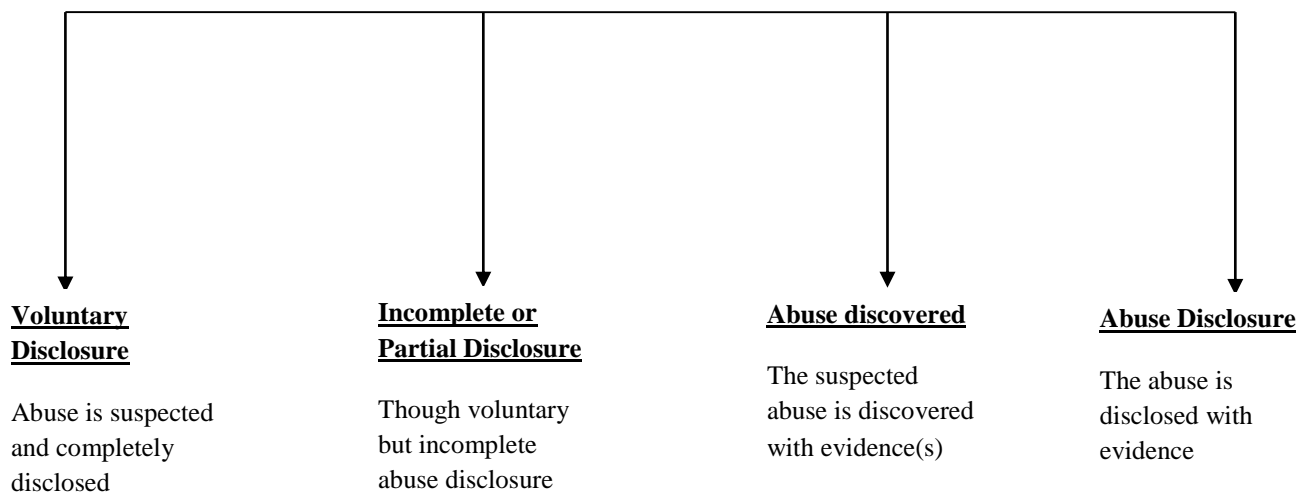 Voluntary
Disclosure
Abuse is suspected
and completely
disclosed
Incomplete or
Partial Disclosure
Though voluntary
but incomplete
abuse disclosure
Abuse discovered
The suspected
abuse is discovered
with evidence(s)
Abuse Disclosure
The abuse is
disclosed with
evidence